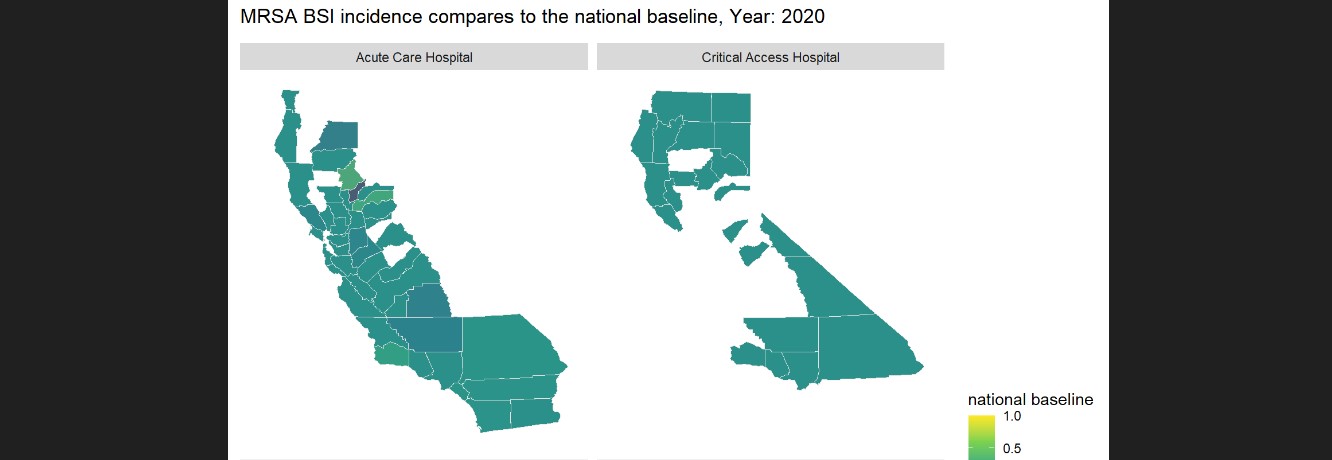 MRSA BSI incidence compares to the national baseline, Year: 2020
Acute Care Hospital
Critical Access Hospital
national baseline
1.0
0.5